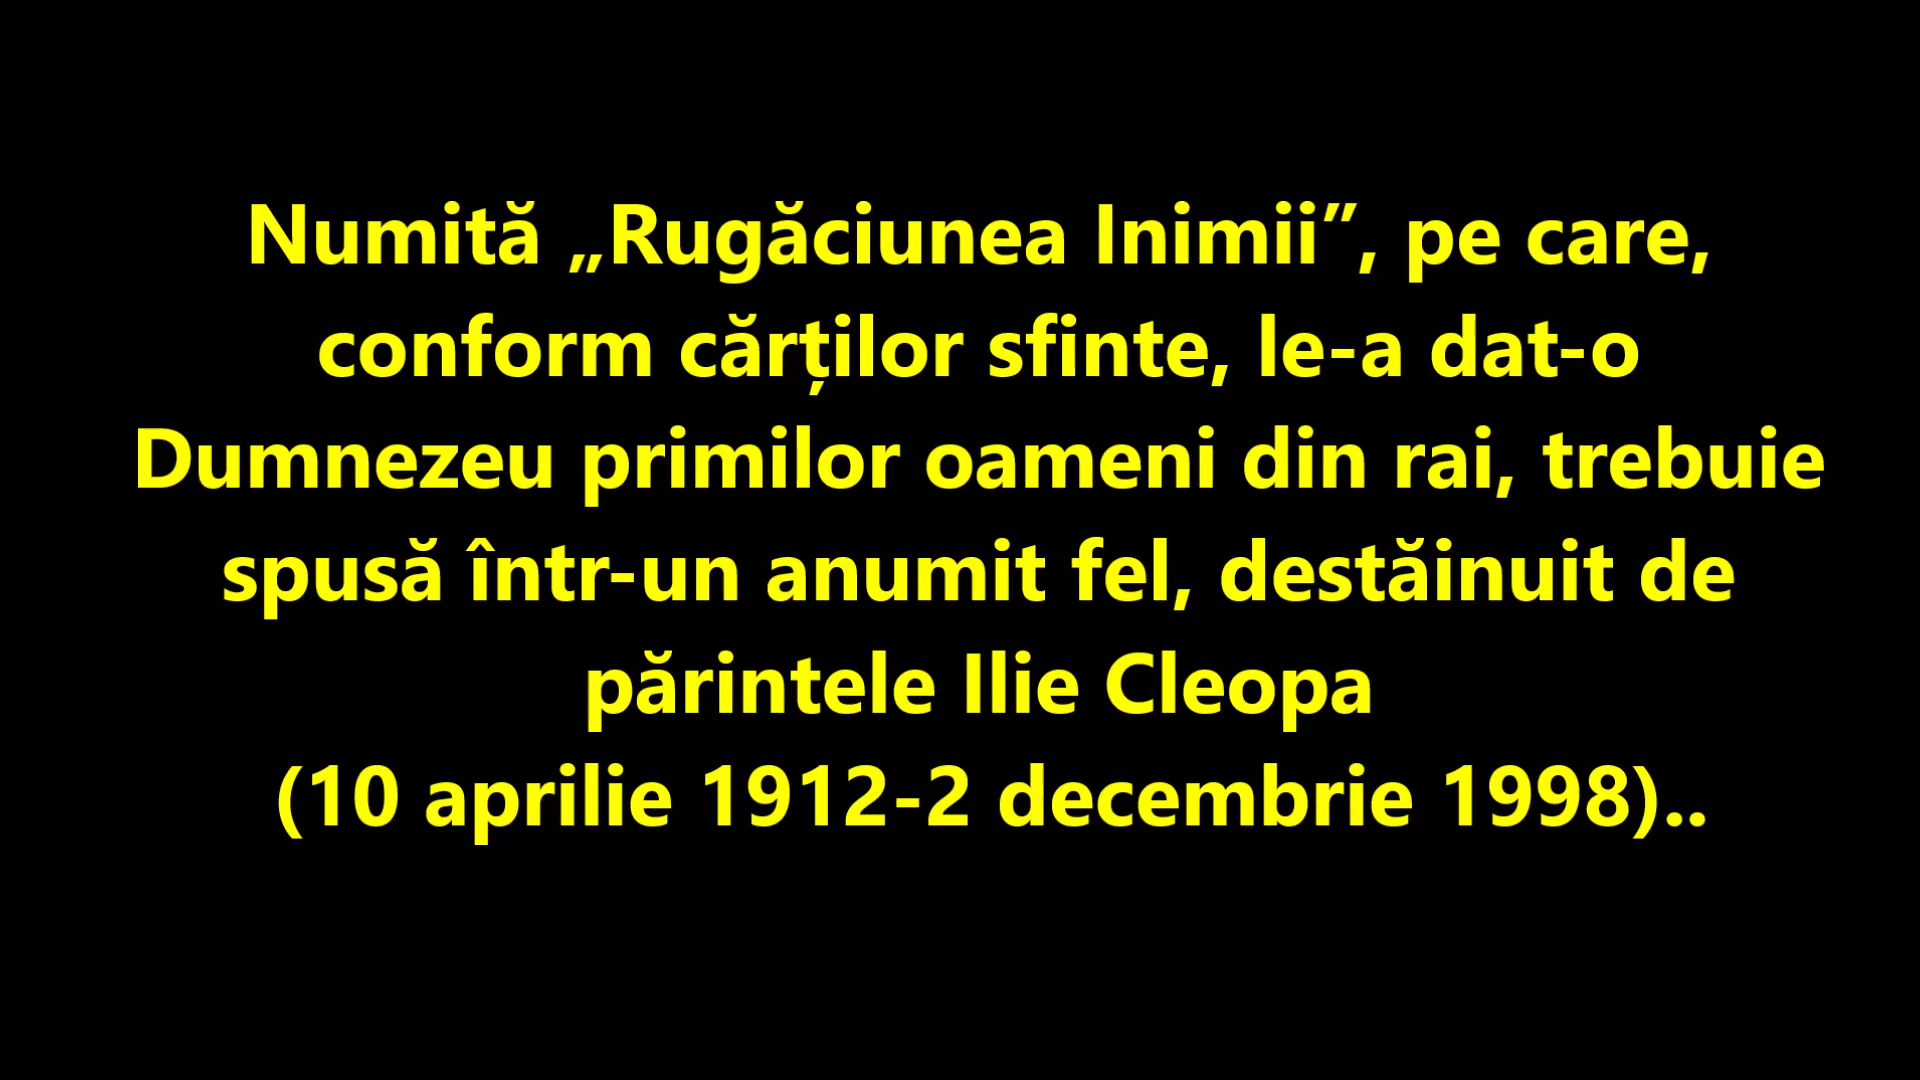 Numită „Rugăciunea Inimii”, pe care,
conform cărților sfinte, le-a dat-o
Dumnezeu primilor oameni din rai, trebuie
spusă într-un anumit fel, destăinuit de
părintele Ilie Cleopa
(10 aprilie 1912-2 decembrie 1998)..